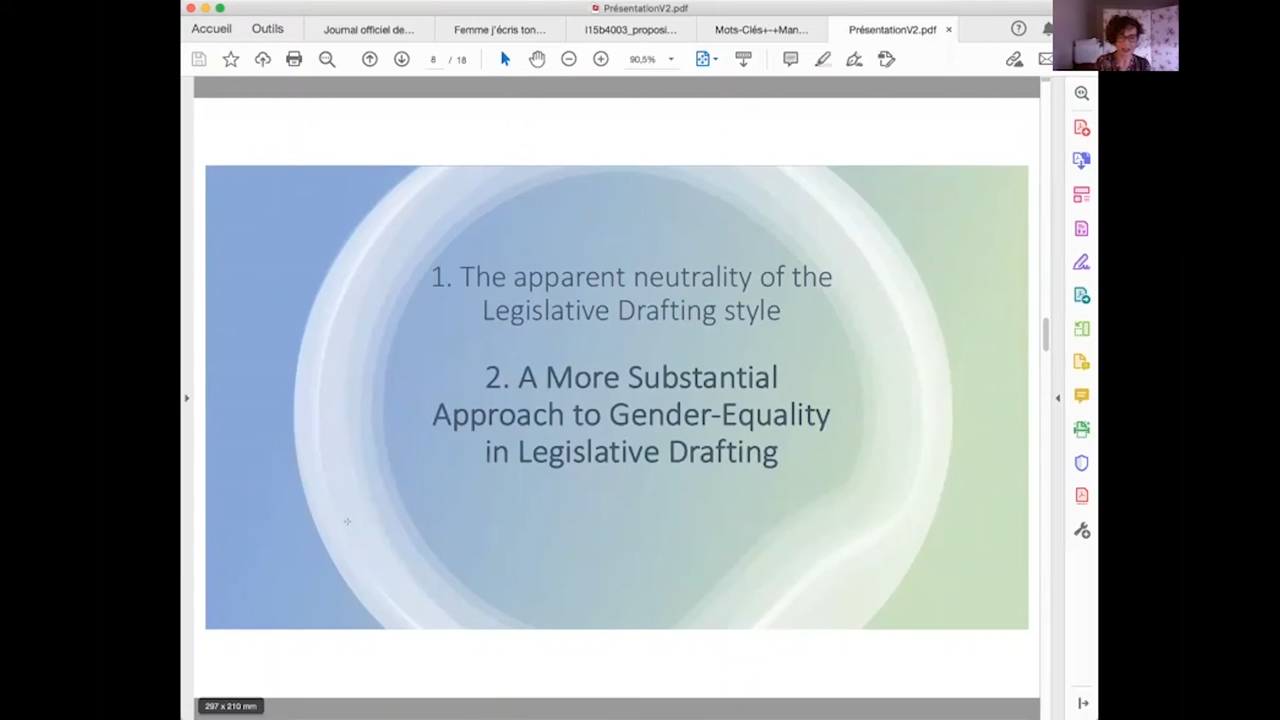 PrésentationV2.pdf
Accueil
Outils
Journal officiel de...
Femme j'écris ton...
l15b4003_proposi...
Mots-Clés+-+Man...
PrésentationV2.pdf
8 / 18
90,5%
1. The apparent neutrality of the
Legislative Drafting style
2. A More Substantial
Approach to Gender-Equality
in Legislative Drafting
297 x 210 mm